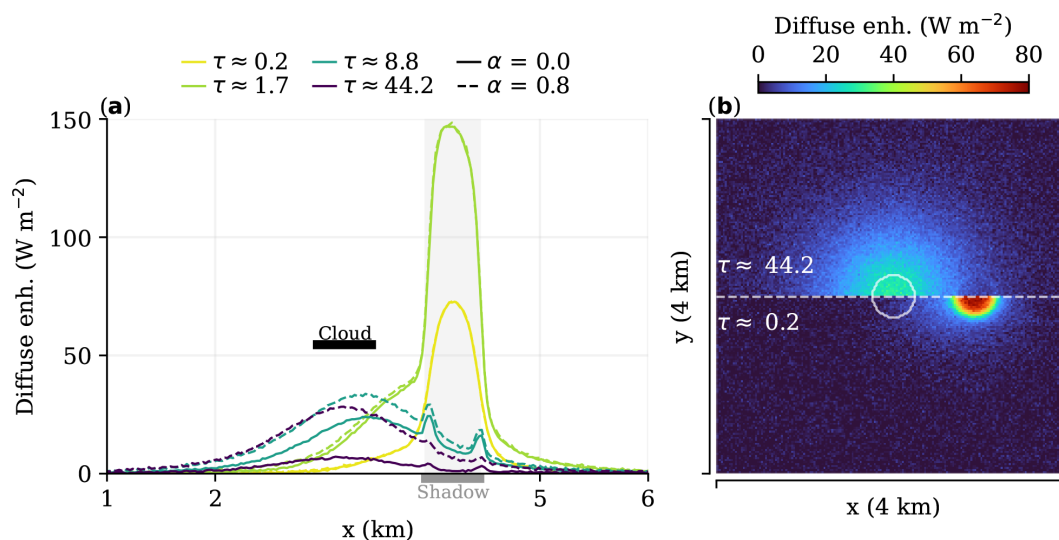 Diffuse enh. (W m⁻²)
0 20 40 60 80
τ ≈ 0.2 τ ≈ 8.8 α = 0.0
τ ≈ 1.7 τ ≈ 44.2 α = 0.8
(a)
(b)
150
100
50
0
Diffuse enh. (W m⁻²)
Cloud
Shadow
1 2 5 6
x (km)
τ ≈ 44.2
τ ≈ 0.2
y (4 km)
x (4 km)